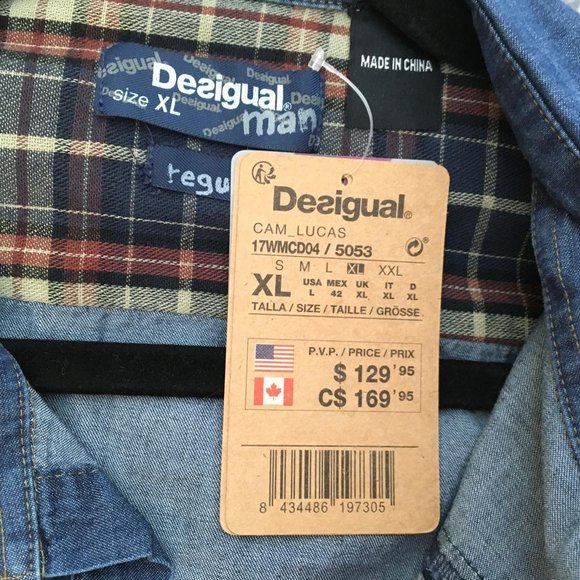 Desigual
size XL
Desigual
man
regu
MADE IN CHINA
Desigual
CAM_LUCAS
17WMCD04 / 5053
S M L XL XXL
XL
USA MEX UK IT D
L 42 XL XL XL
TALLA / SIZE / TAILLE / GRÖSSE
P.V.P. / PRICE / PRIX
$ 129'95
C$ 169'95
8 434486 197305